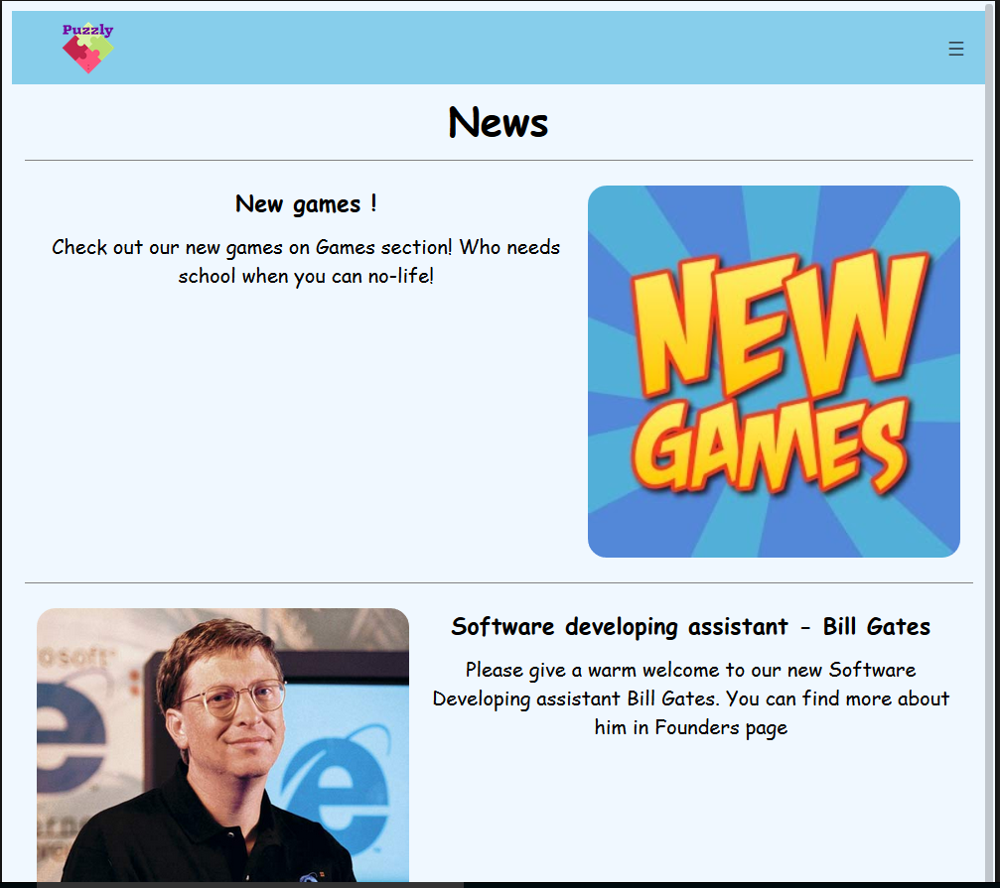 Puzzly
☰
News
New games !
Check out our new games on Games section! Who needs
school when you can no-life!
NEW
GAMES
Software developing assistant - Bill Gates
Please give a warm welcome to our new Software
Developing assistant Bill Gates. You can find more about
him in Founders page
osoft